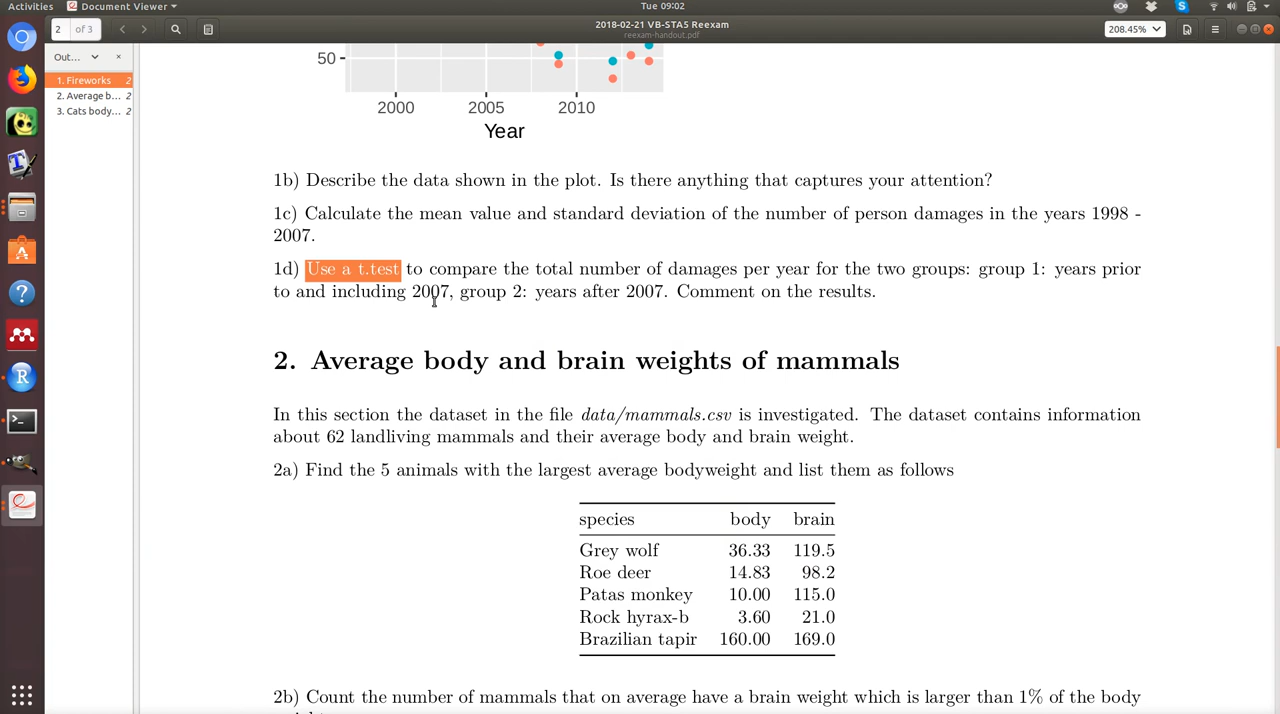 Activities Document Viewer Tue 09:02
2 of 3 2018-02-21 VB-STA5 Reexam 208.45%
reexam-handout.pdf
Out...
1. Fireworks 2
2. Average b... 2
3. Cats body... 2
50
2000 2005 2010
Year
1b) Describe the data shown in the plot. Is there anything that captures your attention?
1c) Calculate the mean value and standard deviation of the number of person damages in the years 1998 -
2007.
1d) Use a t.test to compare the total number of damages per year for the two groups: group 1: years prior
to and including 2007, group 2: years after 2007. Comment on the results.
2. Average body and brain weights of mammals
In this section the dataset in the file data/mammals.csv is investigated. The dataset contains information
about 62 landliving mammals and their average body and brain weight.
2a) Find the 5 animals with the largest average bodyweight and list them as follows
species body brain
Grey wolf 36.33 119.5
Roe deer 14.83 98.2
Patas monkey 10.00 115.0
Rock hyrax-b 3.60 21.0
Brazilian tapir 160.00 169.0
2b) Count the number of mammals that on average have a brain weight which is larger than 1% of the body